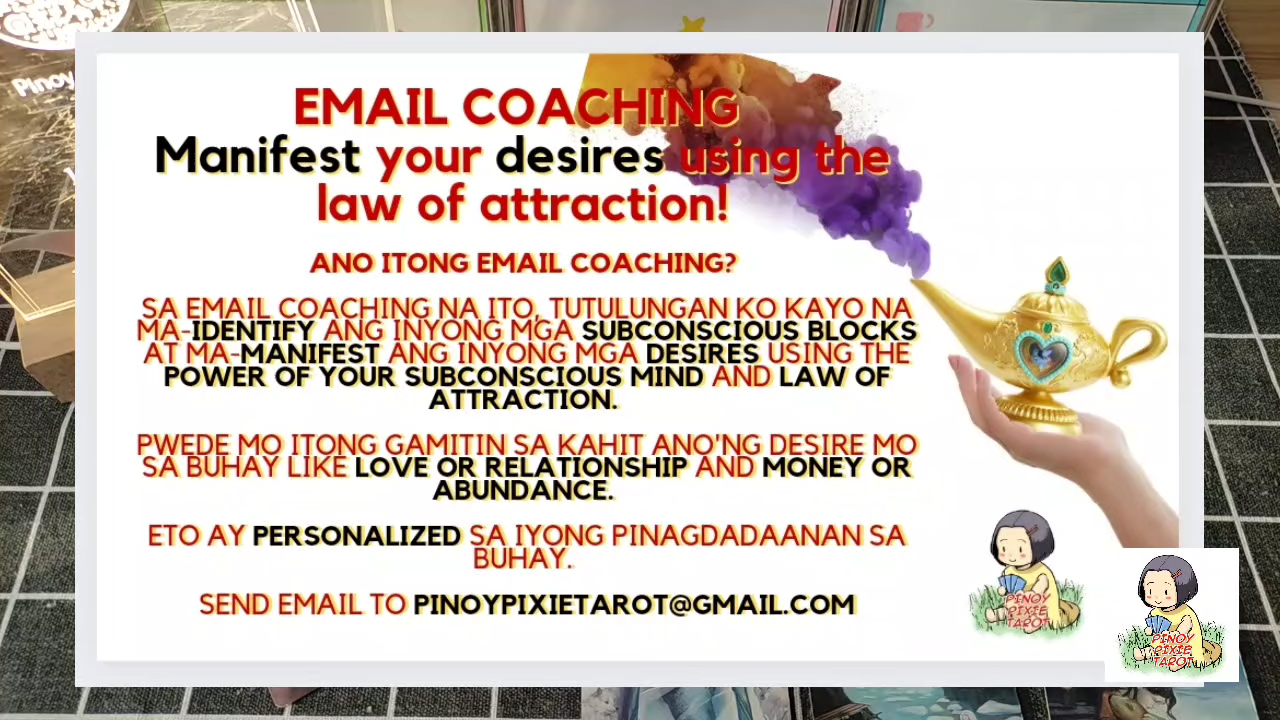 Pinoy
EMAIL COACHING
Manifest your desires using the
law of attraction!
ANO ITONG EMAIL COACHING?
SA EMAIL COACHING NA ITO, TUTULUNGAN KO KAYO NA
MA-IDENTIFY ANG INYONG MGA SUBCONSCIOUS BLOCKS
AT MA-MANIFEST ANG INYONG MGA DESIRES USING THE
POWER OF YOUR SUBCONSCIOUS MIND AND LAW OF
ATTRACTION.
PWEDE MO ITONG GAMITIN SA KAHIT ANO'NG DESIRE MO
SA BUHAY LIKE LOVE OR RELATIONSHIP AND MONEY OR
ABUNDANCE.
ETO AY PERSONALIZED SA IYONG PINAGDADAANAN SA
BUHAY.
SEND EMAIL TO PINOYPIXIETAROT@GMAIL.COM
PINOY
PIXIE
TAROT
PINOY
PIXIE
TAROT